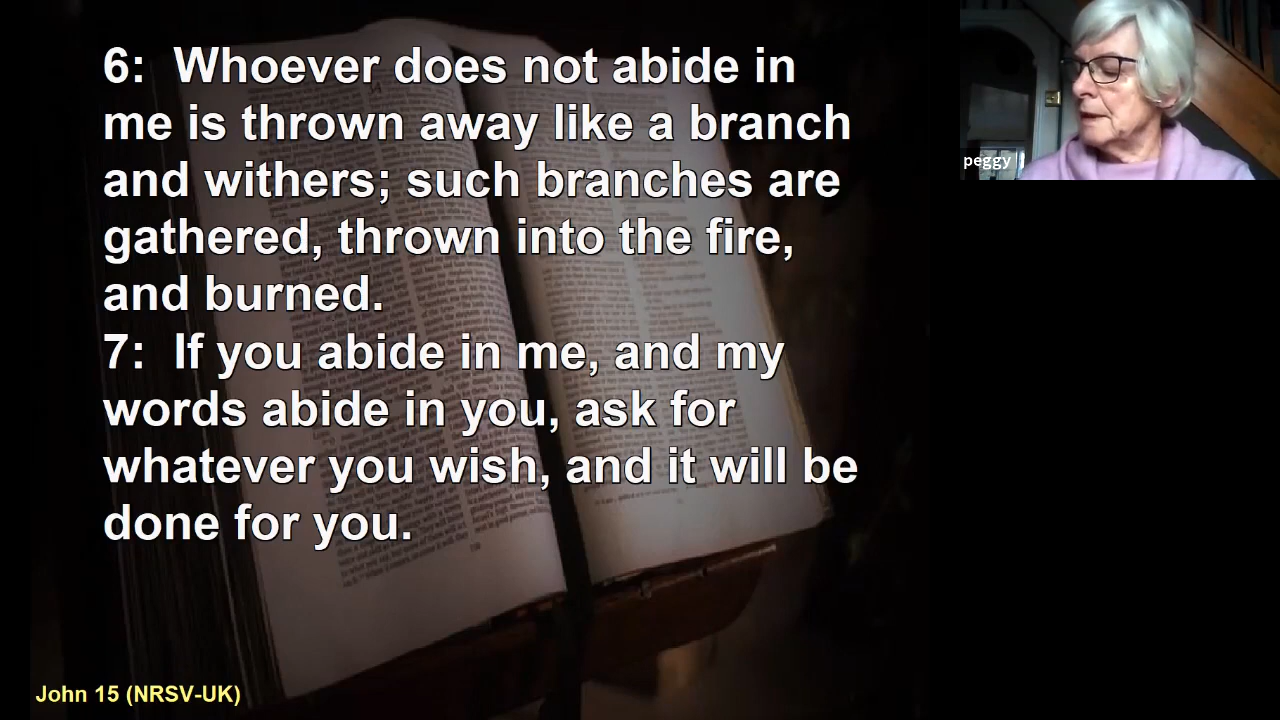 6: Whoever does not abide in
me is thrown away like a branch
and withers; such branches are
gathered, thrown into the fire,
and burned.
7: If you abide in me, and my
words abide in you, ask for
whatever you wish, and it will be
done for you.
John 15 (NRSV-UK)
peggy